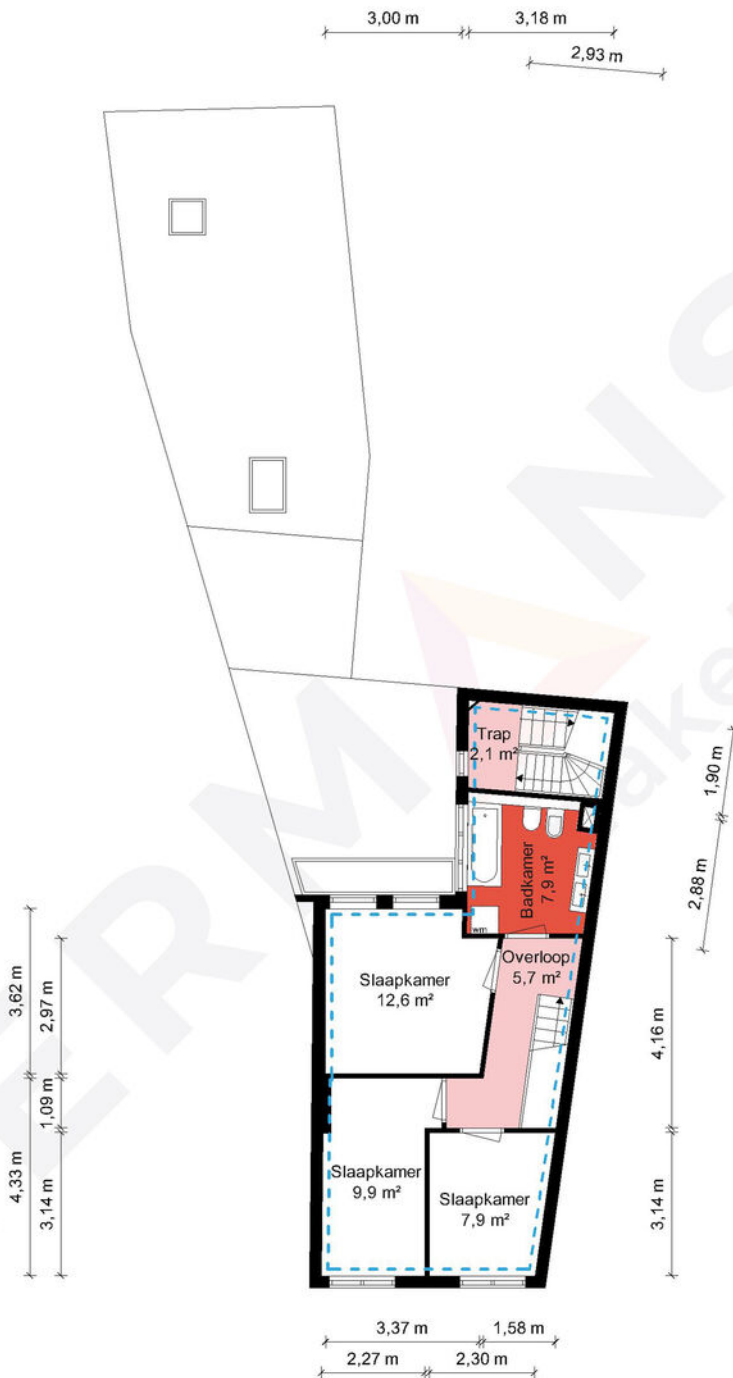 3,00 m
3,18 m
2,93 m
Trap
2,1 m²
1,90 m
2,88 m
Badkamer
7,9 m²
wm
Overloop
5,7 m²
Slaapkamer
12,6 m²
3,62 m
2,97 m
4,16 m
1,09 m
4,33 m
3,14 m
Slaapkamer
9,9 m²
Slaapkamer
7,9 m²
3,14 m
3,37 m
1,58 m
2,27 m
2,30 m
ERMANS